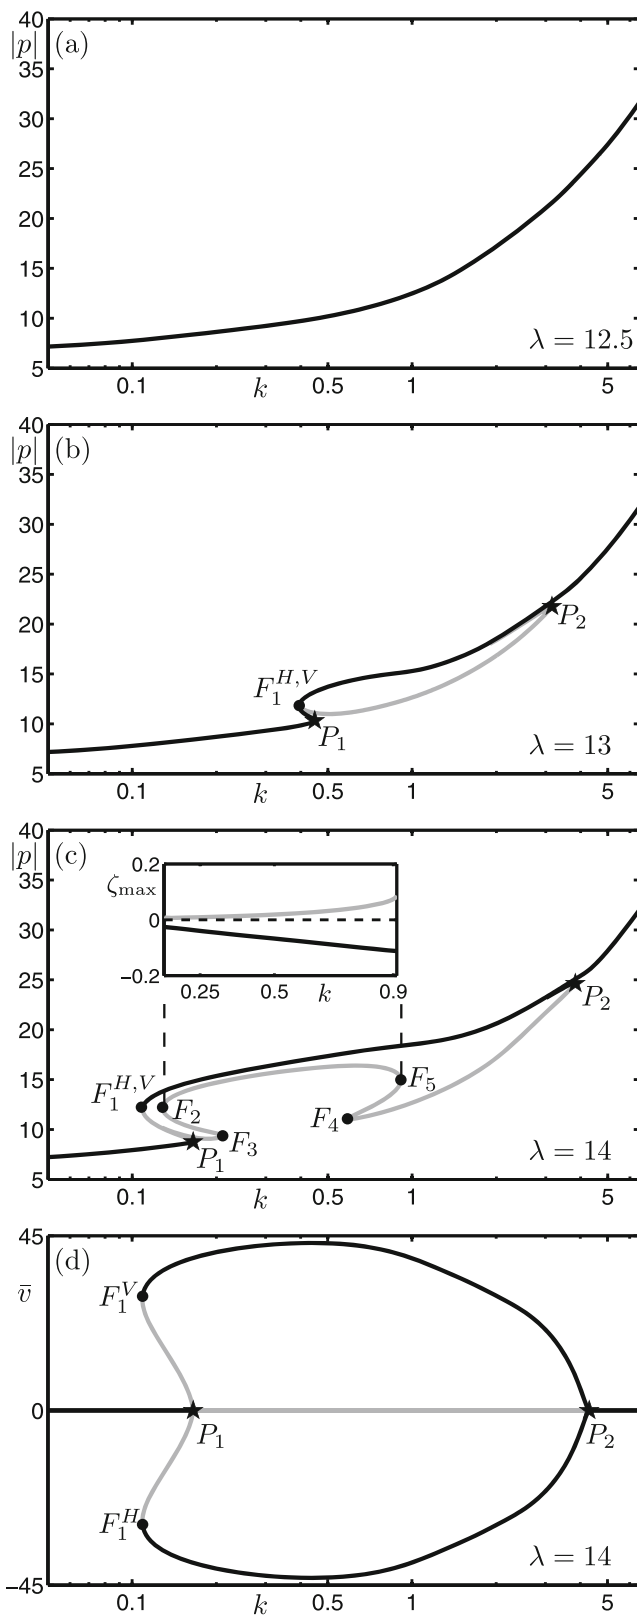 40
|p| (a)
35
30
25
20
15
10
λ = 12.5
5
0.1 k 0.5 1 5
40
|p| (b)
35
30
25
20
P₂
15
F₁^{H,V}
10
P₁
λ = 13
5
0.1 k 0.5 1 5
40
|p| (c)
0.2
35
ζmax
0
30
−0.2
0.25 0.5 k 0.9
25
P₂
20
15
F₁^{H,V} F₂ F₅
F₄
10
P₁ F₃
λ = 14
5
0.1 k 0.5 1 5
45
v̄ (d)
F₁^V
0
P₁ P₂
F₁^H
λ = 14
−45
0.1 k 0.5 1 5